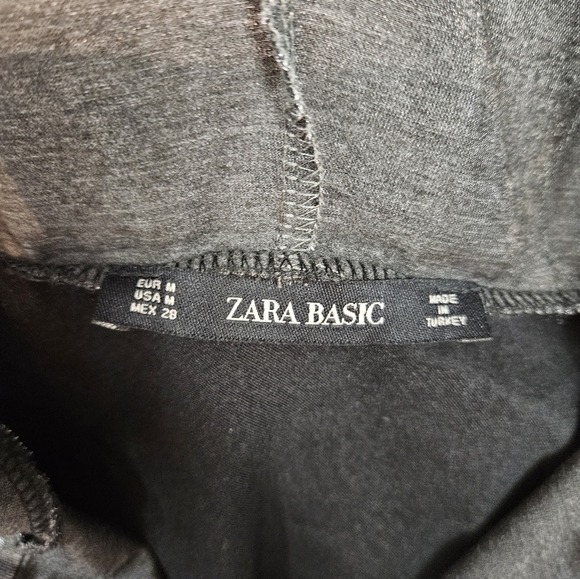 EUR M
USA M
MEX 28
ZARA BASIC
MADE
IN
TURKEY